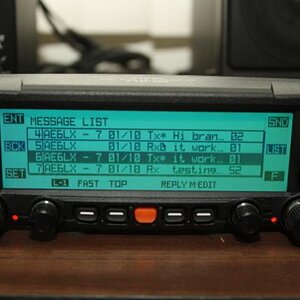 ENT MESSAGE LIST SND
4 AE6LX - 7 01/10 Tx* Hi bran... 02
BCK 5 AE6LX - 7 01/10 Rx it work... 01 LIST
6 AE6LX - 7 01/10 Tx* it work... 01
SET 7 AE6LX - 7 01/10 Rx testing... 52 F
L-1 FAST TOP REPLY M-EDIT